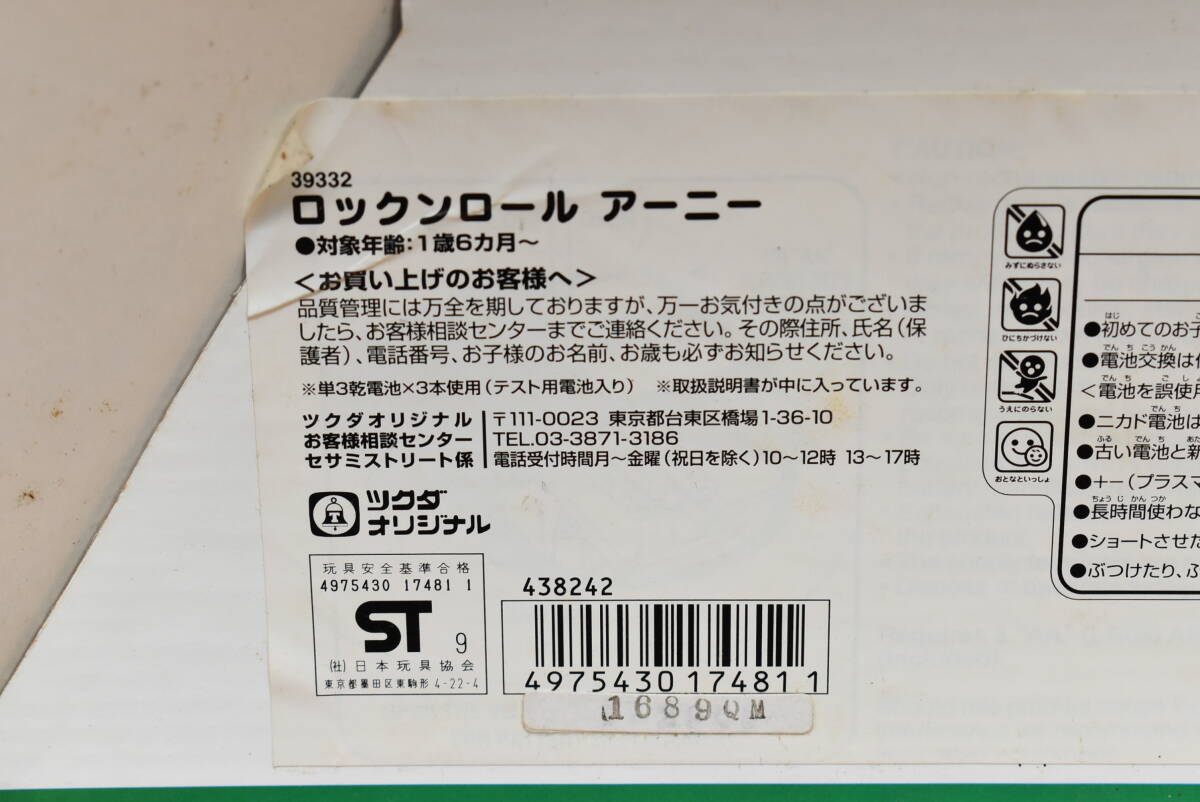 39332
ロックンロール アーニー
●対象年齢:1歳6カ月〜
<お買い上げのお客様へ>
品質管理には万全を期しておりますが、万一お気付きの点がございま
したら、お客様相談センターまでご連絡ください。その際住所、氏名(保
護者)、電話番号、お子様のお名前、お歳も必ずお知らせください。
※単3乾電池×3本使用(テスト用電池入り) ※取扱説明書が中に入っています。
ツクダオリジナル
お客様相談センター
セサミストリート係
〒111-0023 東京都台東区橋場1-36-10
TEL.03-3871-3186
電話受付時間月〜金曜(祝日を除く)10〜12時 13〜17時
ツクダ
オリジナル
玩具安全基準合格
4975430 17481 1
ST 9
(社)日本玩具協会
東京都墨田区東駒形 4-22-4
438242
4975430 174811
1689QM
みずにぬらさない
ひにちかづけない
うえにのらない
おとなといっしょ
●初めてのお子
●電池交換は
<電池を誤使用
●ニカド電池は
●古い電池と新
●+−(プラスマ
●長時間使わな
●ショートさせた
●ぶつけたり、ぶ